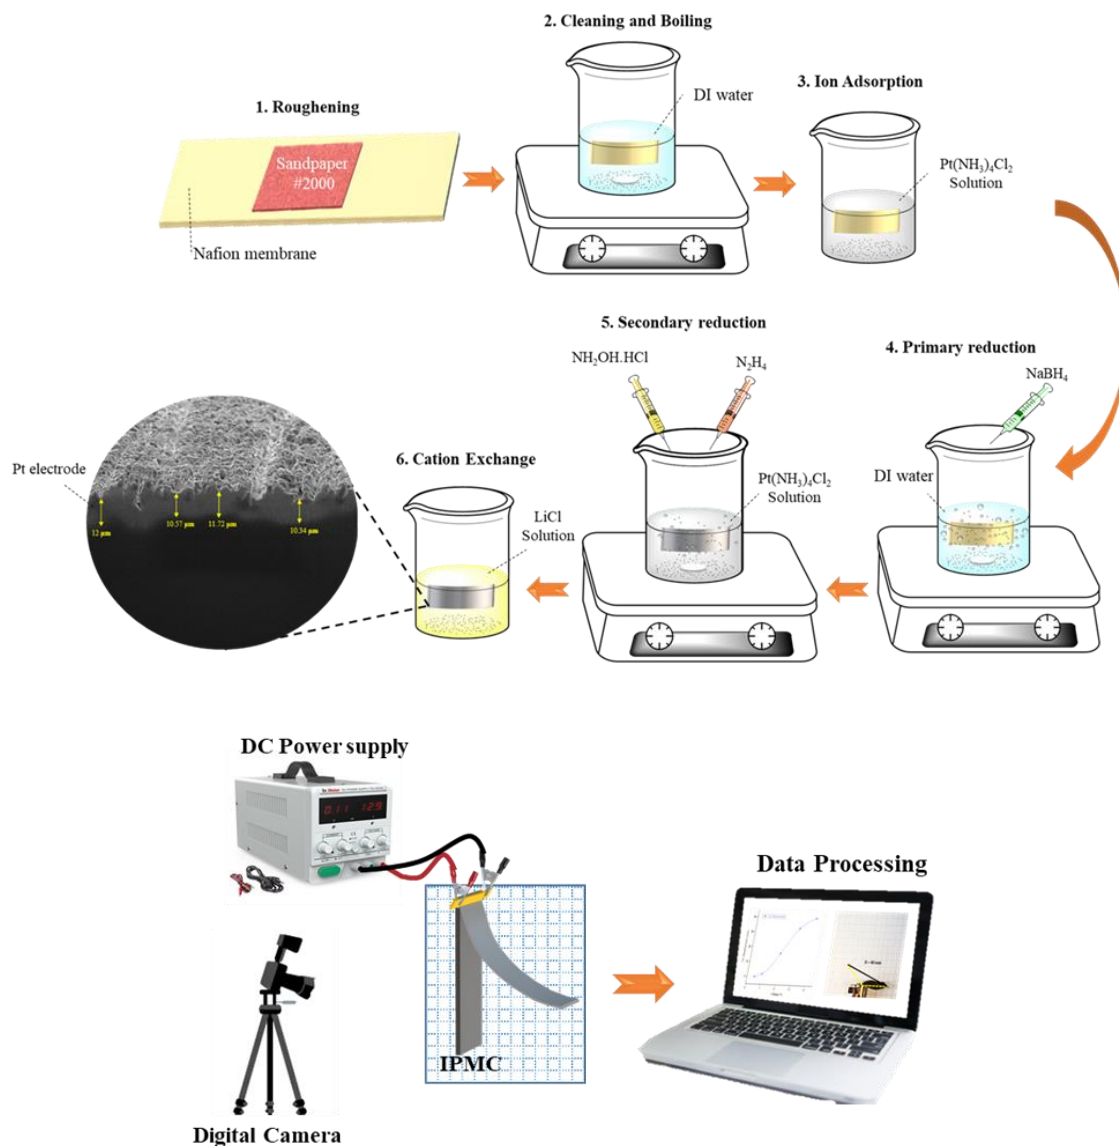 2. Cleaning and Boiling
DI water
3. Ion Adsorption
1. Roughening
Sandpaper
#2000
Pt(NH₃)₄Cl₂
Solution
Nafion membrane
5. Secondary reduction
4. Primary reduction
NH₂OH.HCl
N₂H₄
NaBH₄
Pt electrode
6. Cation Exchange
Pt(NH₃)₄Cl₂
Solution
DI water
LiCl
Solution
12 µm
10.57 µm
11.72 µm
10.34 µm
DC Power supply
Data Processing
IPMC
Digital Camera